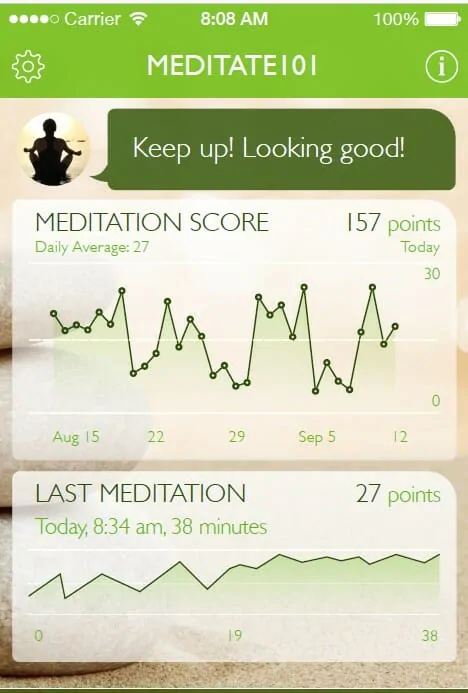 Carrier 8:08 AM 100%
MEDITATE101
i
Keep up! Looking good!
MEDITATION SCORE 157 points
Daily Average: 27 Today
30
0
Aug 15 22 29 Sep 5 12
LAST MEDITATION 27 points
Today, 8:34 am, 38 minutes
0 19 38